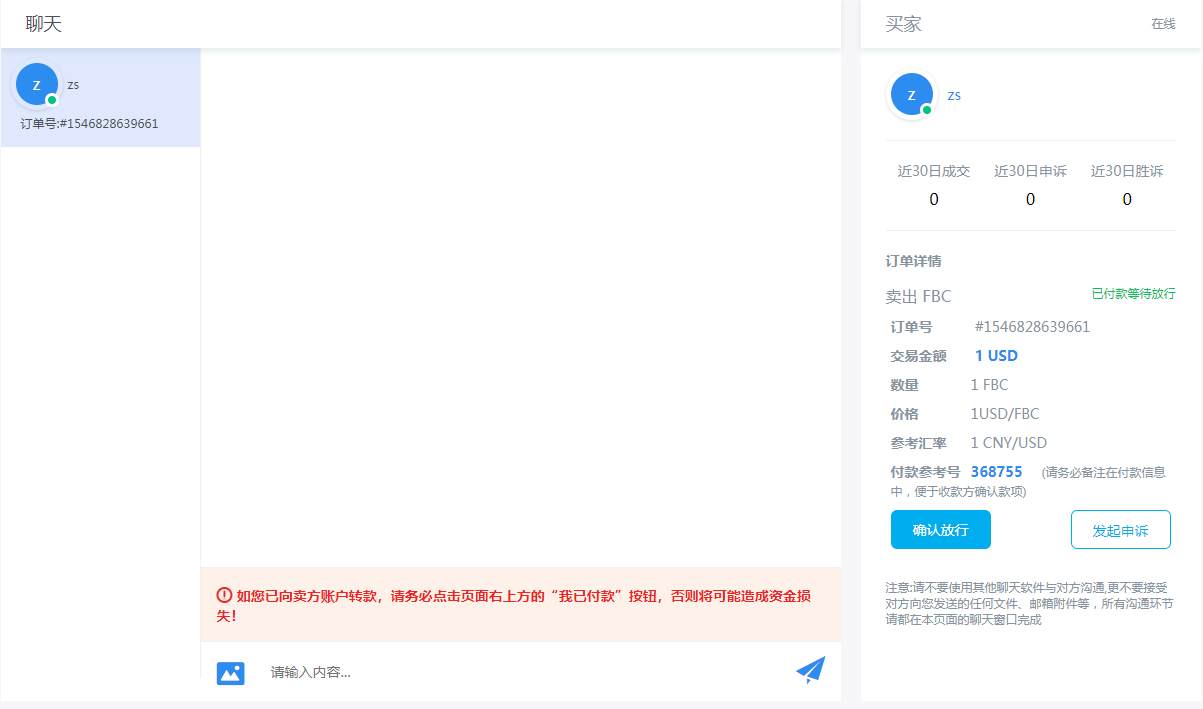 聊天
z
zs
订单号:#1546828639661
如您已向卖方账户转款，请务必点击页面右上方的“我已付款”按钮，否则将可能造成资金损
失！
请输入内容...
买家 在线
z
zs
近30日成交 近30日申诉 近30日胜诉
0 0 0
订单详情
卖出 FBC 已付款等待放行
订单号 #1546828639661
交易金额 1 USD
数量 1 FBC
价格 1USD/FBC
参考汇率 1 CNY/USD
付款参考号 368755 (请务必备注在付款信息
中，便于收款方确认款项)
确认放行 发起申诉
注意:请不要使用其他聊天软件与对方沟通,更不要接受
对方向您发送的任何文件、邮箱附件等，所有沟通环节
请都在本页面的聊天窗口完成